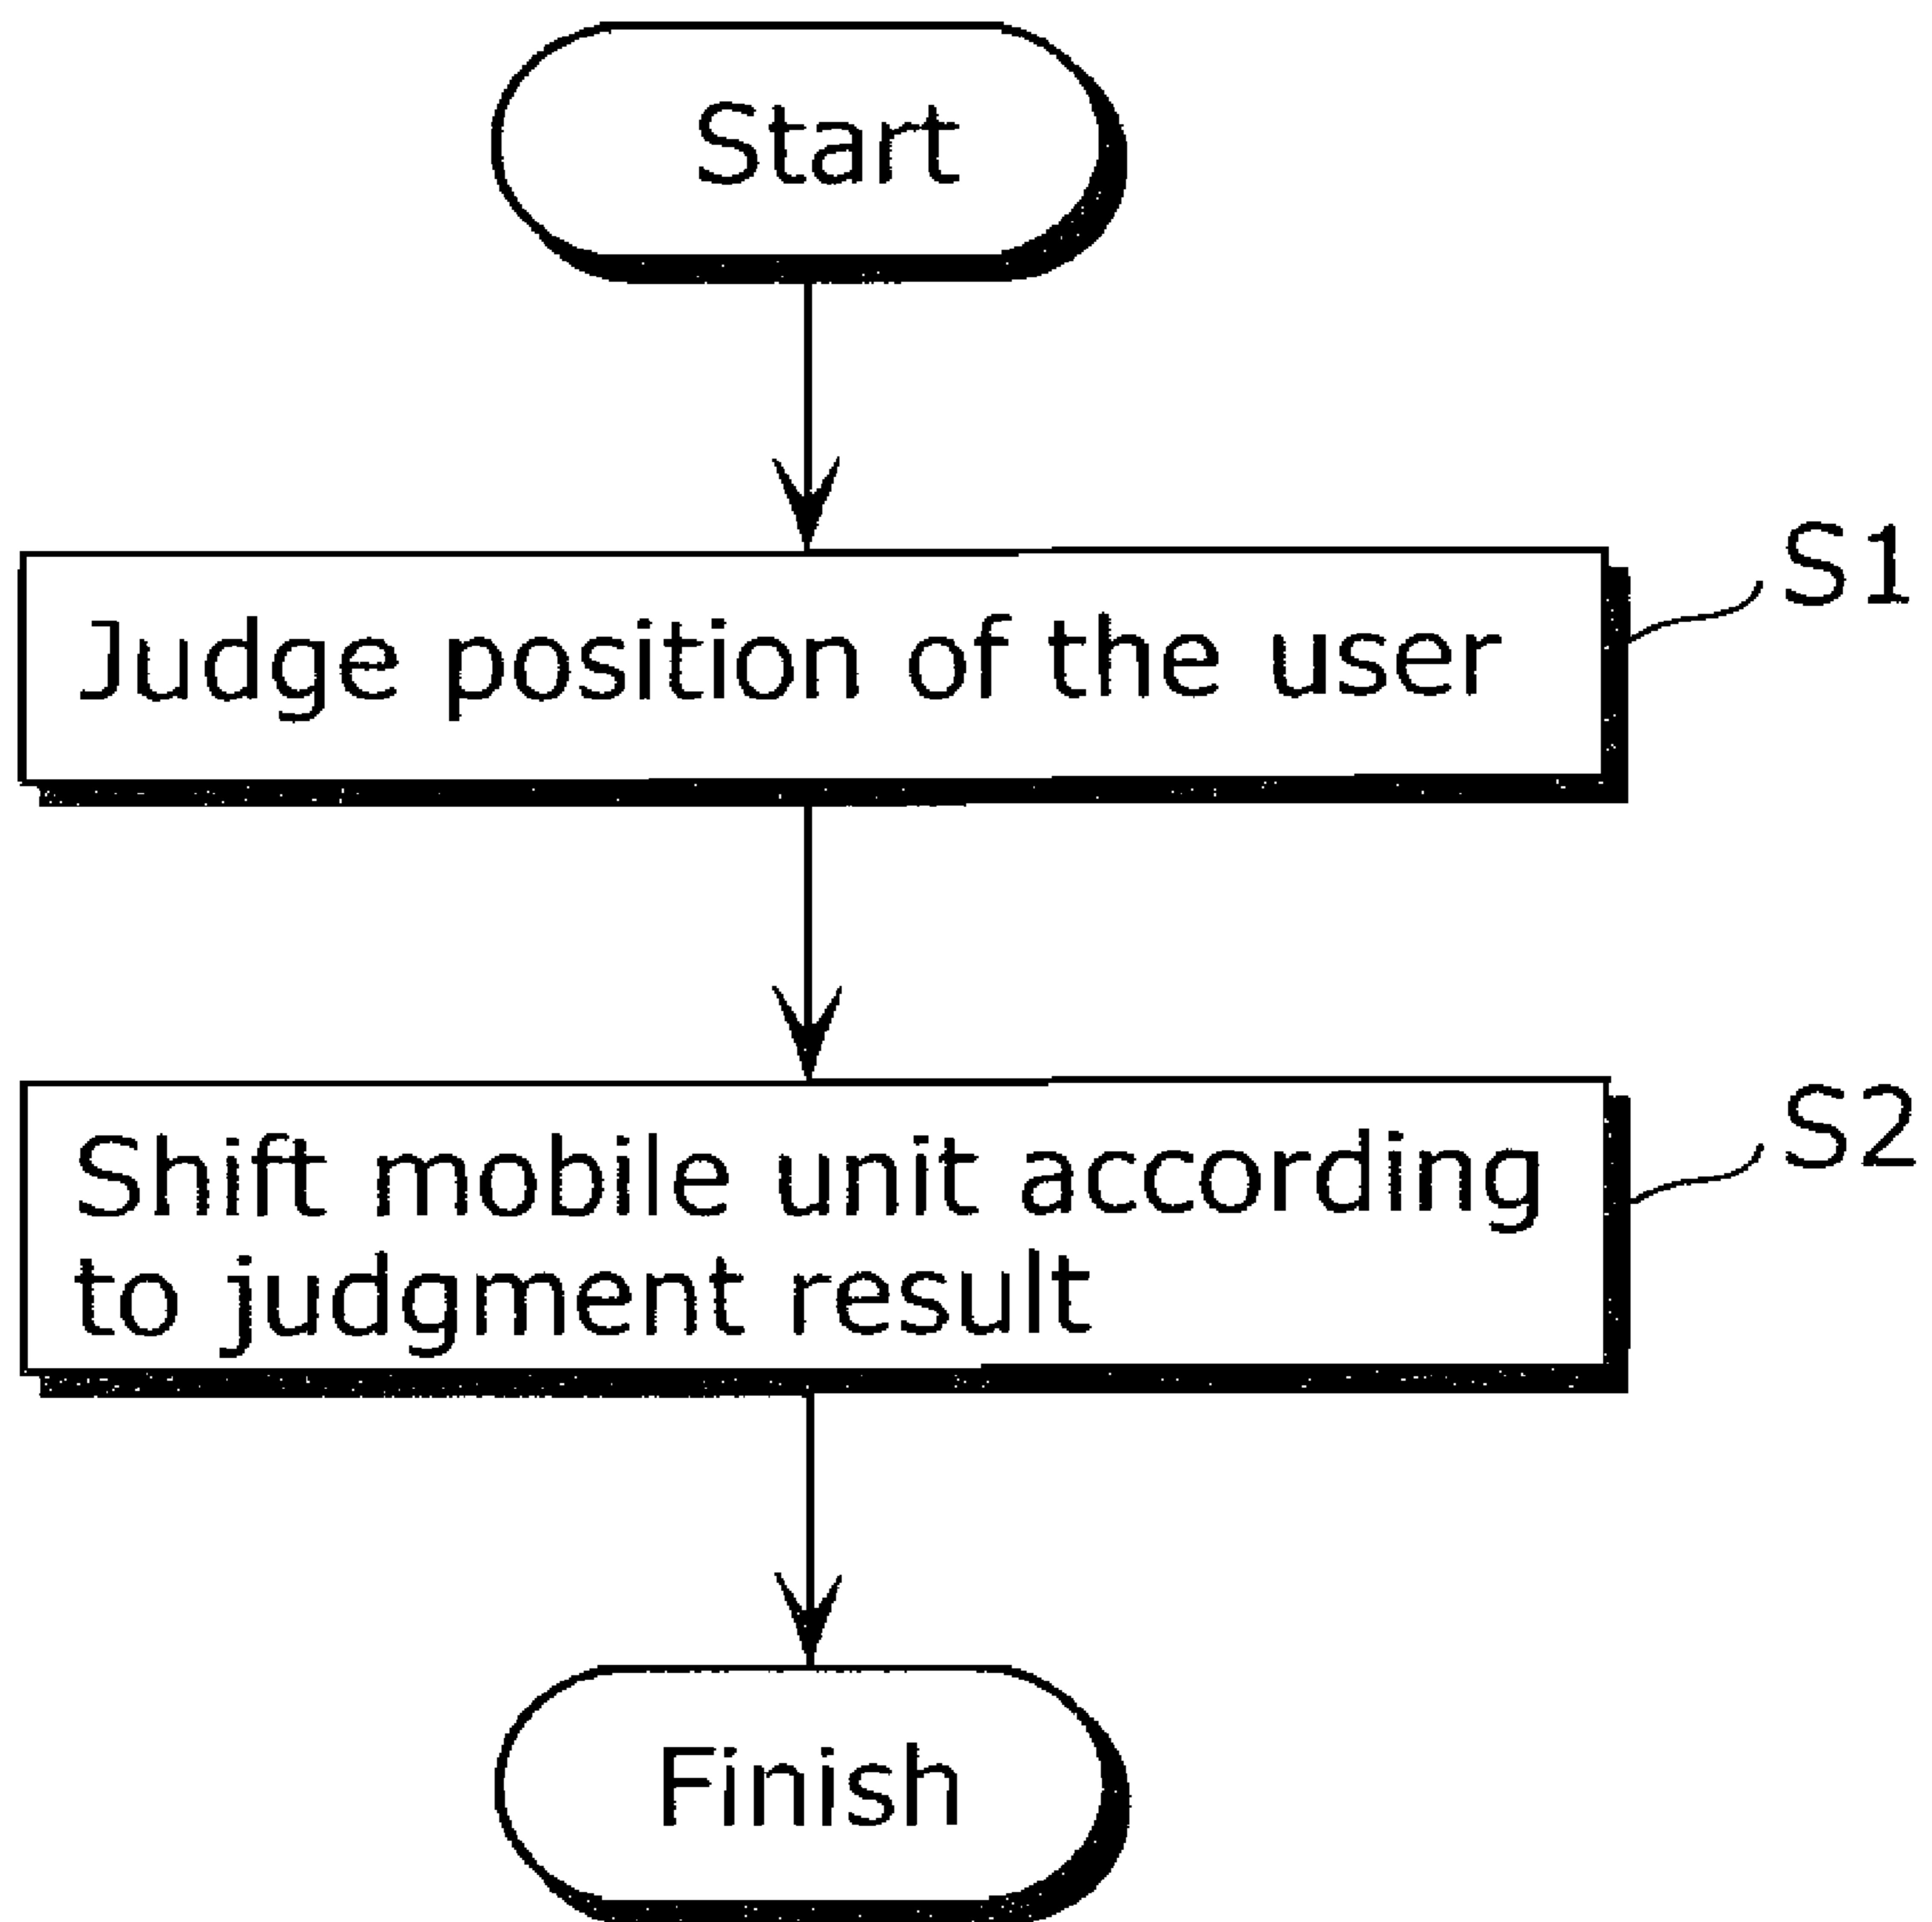 Start
S1
Judge position of the user
S2
Shift mobile unit according
to judgment result
Finish